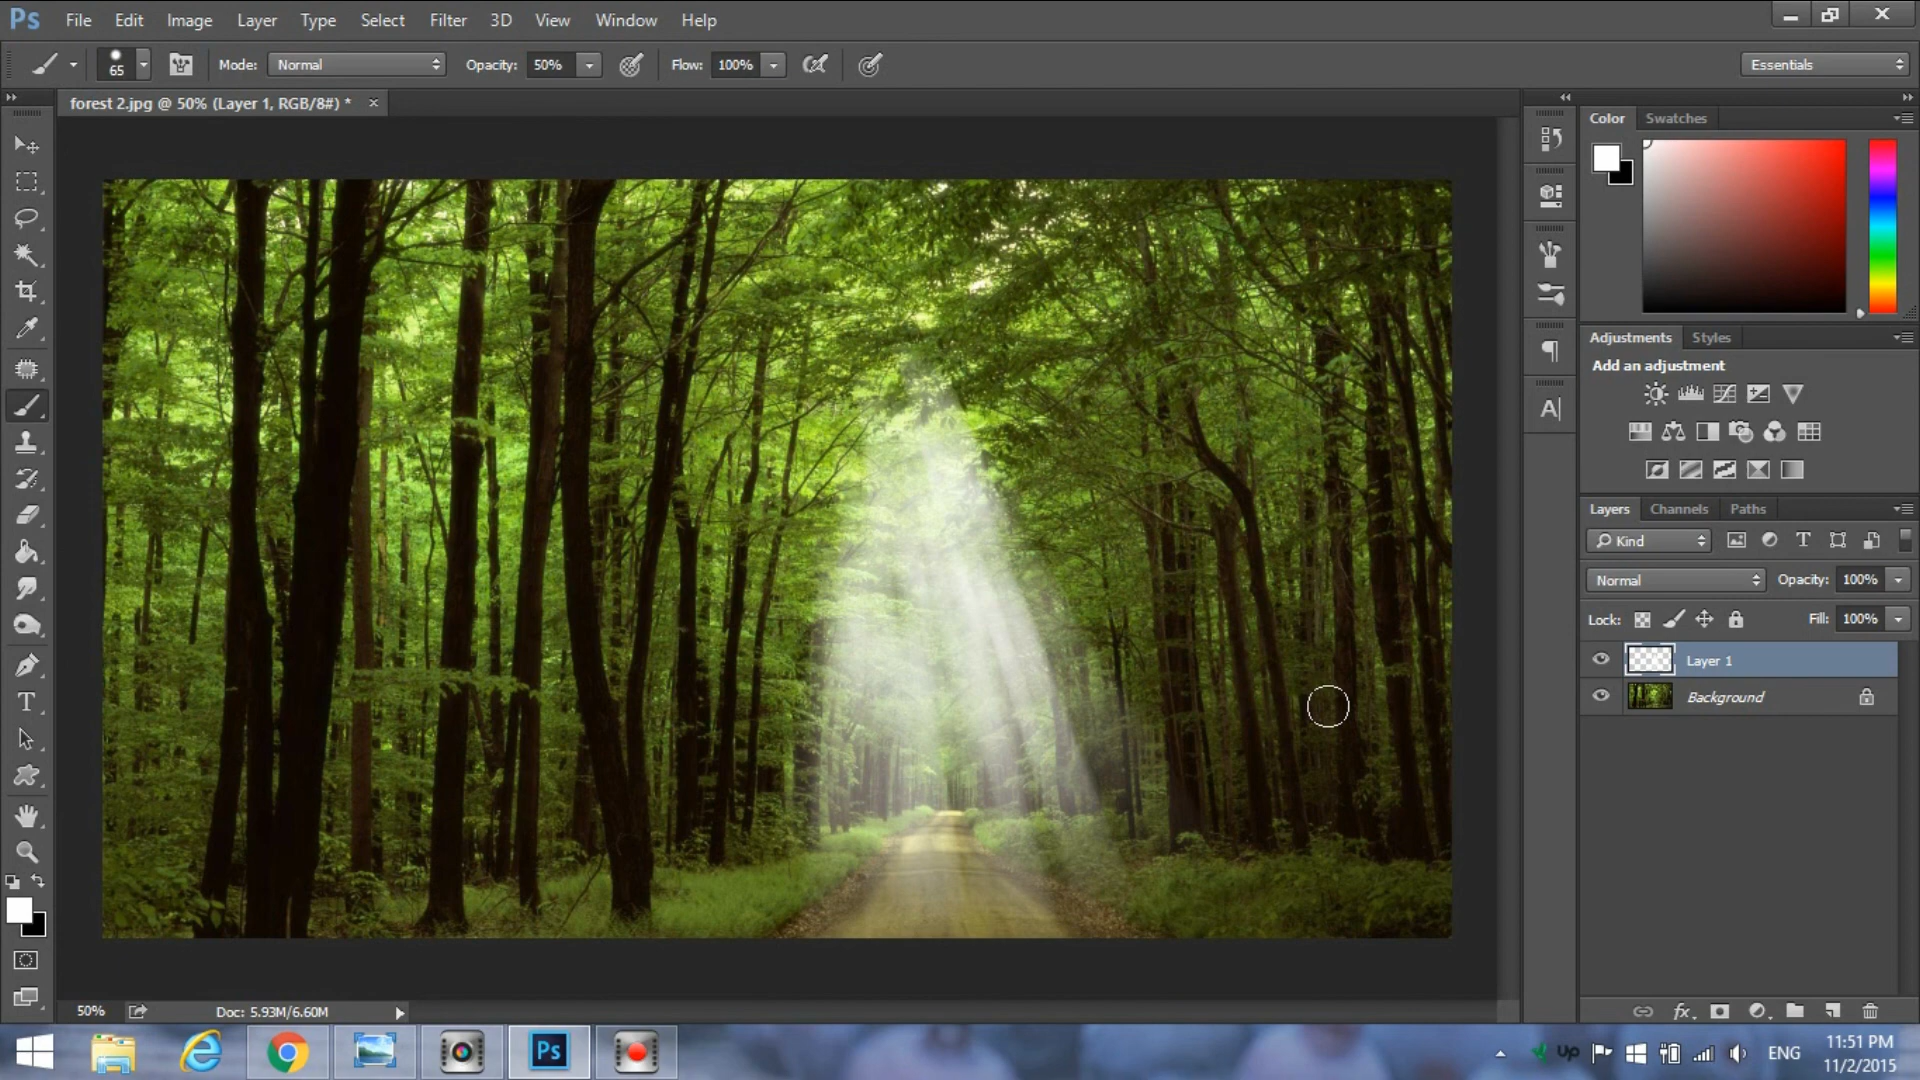 Ps File Edit Image Layer Type Select Filter 3D View Window Help
65 Mode: Normal Opacity: 50% Flow: 100% Essentials
forest 2.jpg @ 50% (Layer 1, RGB/8#) * ×
Color Swatches
Adjustments Styles
Add an adjustment
Layers Channels Paths
Kind
Normal Opacity: 100%
Lock: Fill: 100%
Layer 1
Background
fx
50% Doc: 5.93M/6.60M
Ps Up ENG 11:51 PM
11/2/2015